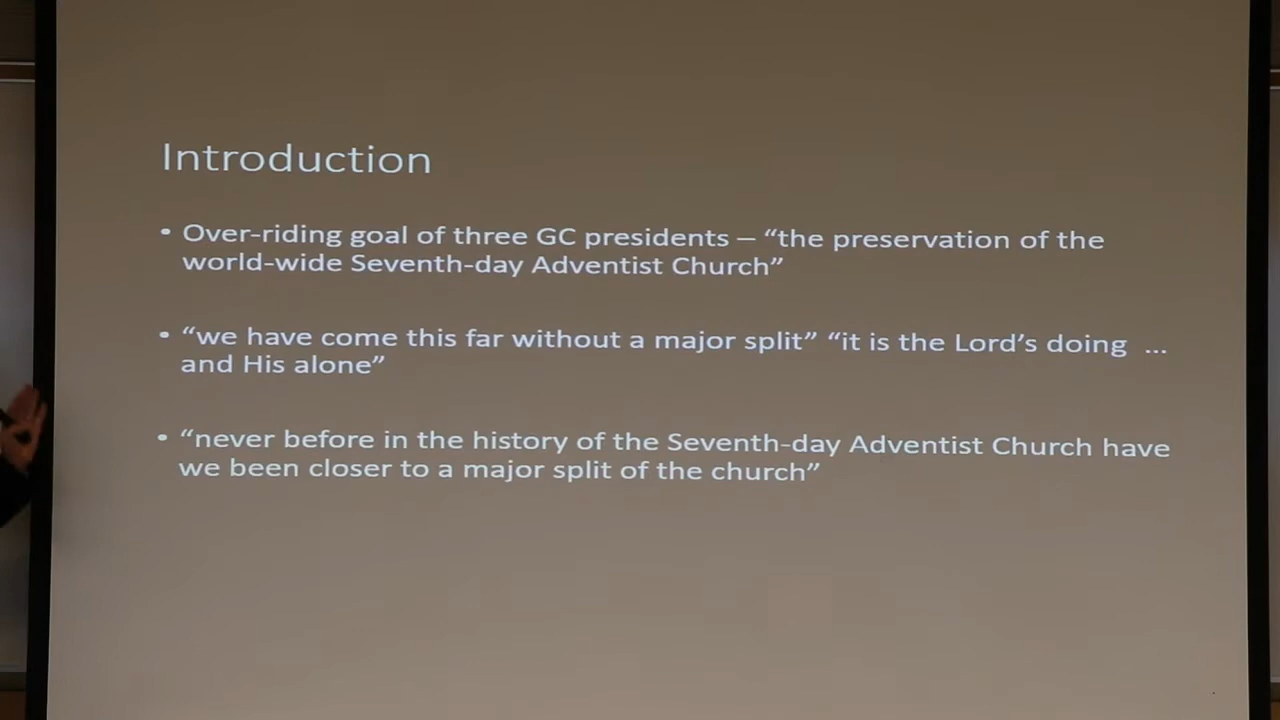 Introduction
• Over-riding goal of three GC presidents – “the preservation of the
world-wide Seventh-day Adventist Church”
• “we have come this far without a major split” “it is the Lord’s doing ...
and His alone”
• “never before in the history of the Seventh-day Adventist Church have
we been closer to a major split of the church”